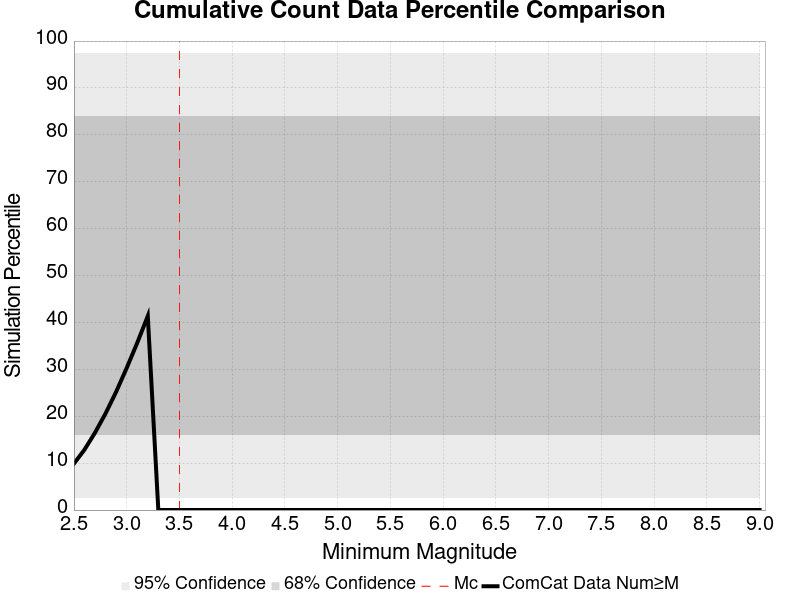 Cumulative Count Data Percentile Comparison
Simulation Percentile
100
90
80
70
60
50
40
30
20
10
0
2.5 3.0 3.5 4.0 4.5 5.0 5.5 6.0 6.5 7.0 7.5 8.0 8.5 9.0
Minimum Magnitude
95% Confidence 68% Confidence Mc ComCat Data Num≥M